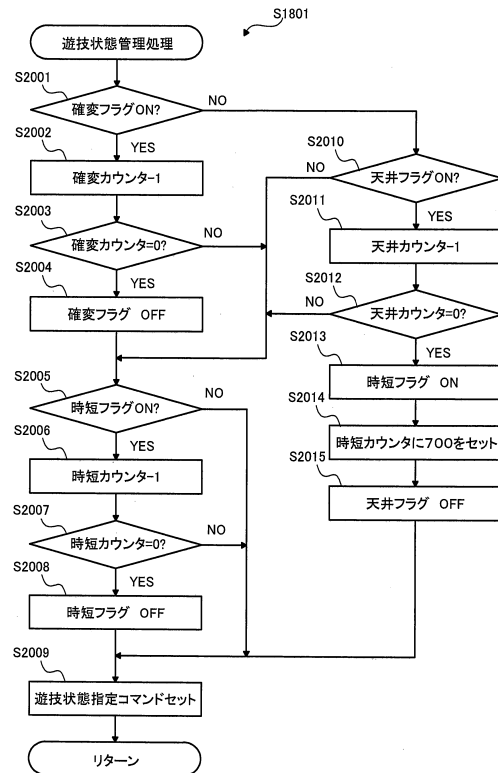 S1801
遊技状態管理処理
S2001
確変フラグON?
NO
YES
S2002
確変カウンタ-1
S2003
確変カウンタ=0?
NO
YES
S2004
確変フラグ OFF
S2005
時短フラグON?
NO
YES
S2006
時短カウンタ-1
S2007
時短カウンタ=0?
NO
YES
S2008
時短フラグ OFF
S2009
遊技状態指定コマンドセット
リターン
S2010
天井フラグON?
NO
YES
S2011
天井カウンタ-1
S2012
天井カウンタ=0?
NO
YES
S2013
時短フラグ ON
S2014
時短カウンタに700をセット
S2015
天井フラグ OFF